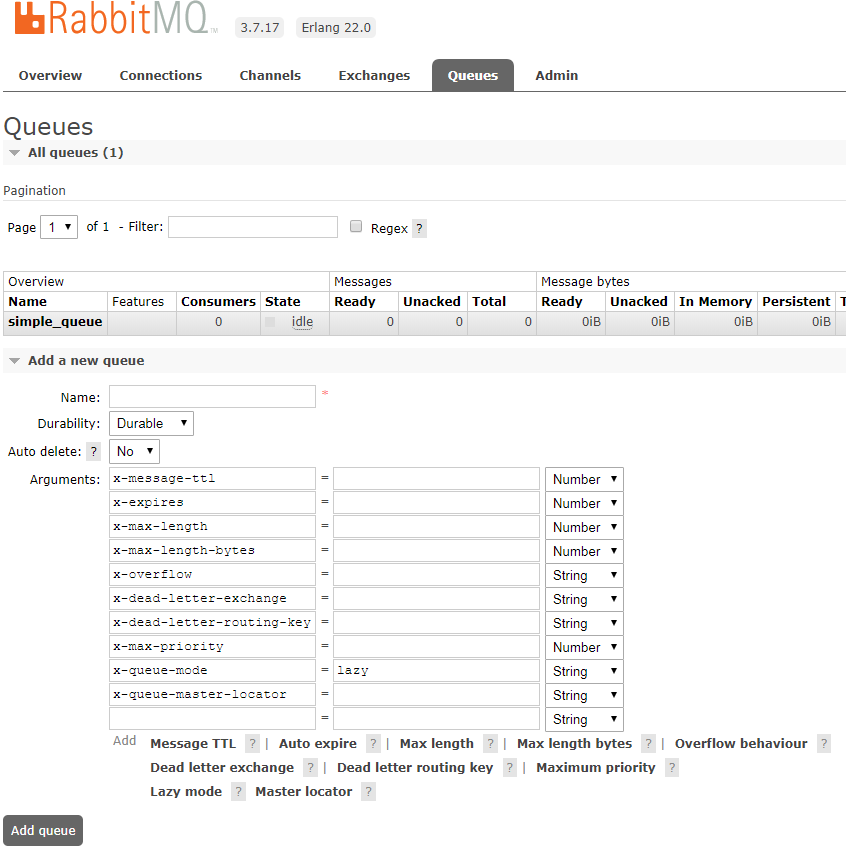 RabbitMQ TM 3.7.17 Erlang 22.0
Overview Connections Channels Exchanges Queues Admin
Queues
All queues (1)
Pagination
Page 1 of 1 - Filter: Regex ?
Overview Messages Message bytes
Name Features Consumers State Ready Unacked Total Ready Unacked In Memory Persistent T
simple_queue 0 idle 0 0 0 0iB 0iB 0iB 0iB
Add a new queue
Name: *
Durability: Durable
Auto delete: ? No
Arguments: x-message-ttl = Number
x-expires = Number
x-max-length = Number
x-max-length-bytes = Number
x-overflow = String
x-dead-letter-exchange = String
x-dead-letter-routing-key = String
x-max-priority = Number
x-queue-mode = lazy String
x-queue-master-locator = String
= String
Add Message TTL ? | Auto expire ? | Max length ? | Max length bytes ? | Overflow behaviour ?
Dead letter exchange ? | Dead letter routing key ? | Maximum priority ?
Lazy mode ? Master locator ?
Add queue